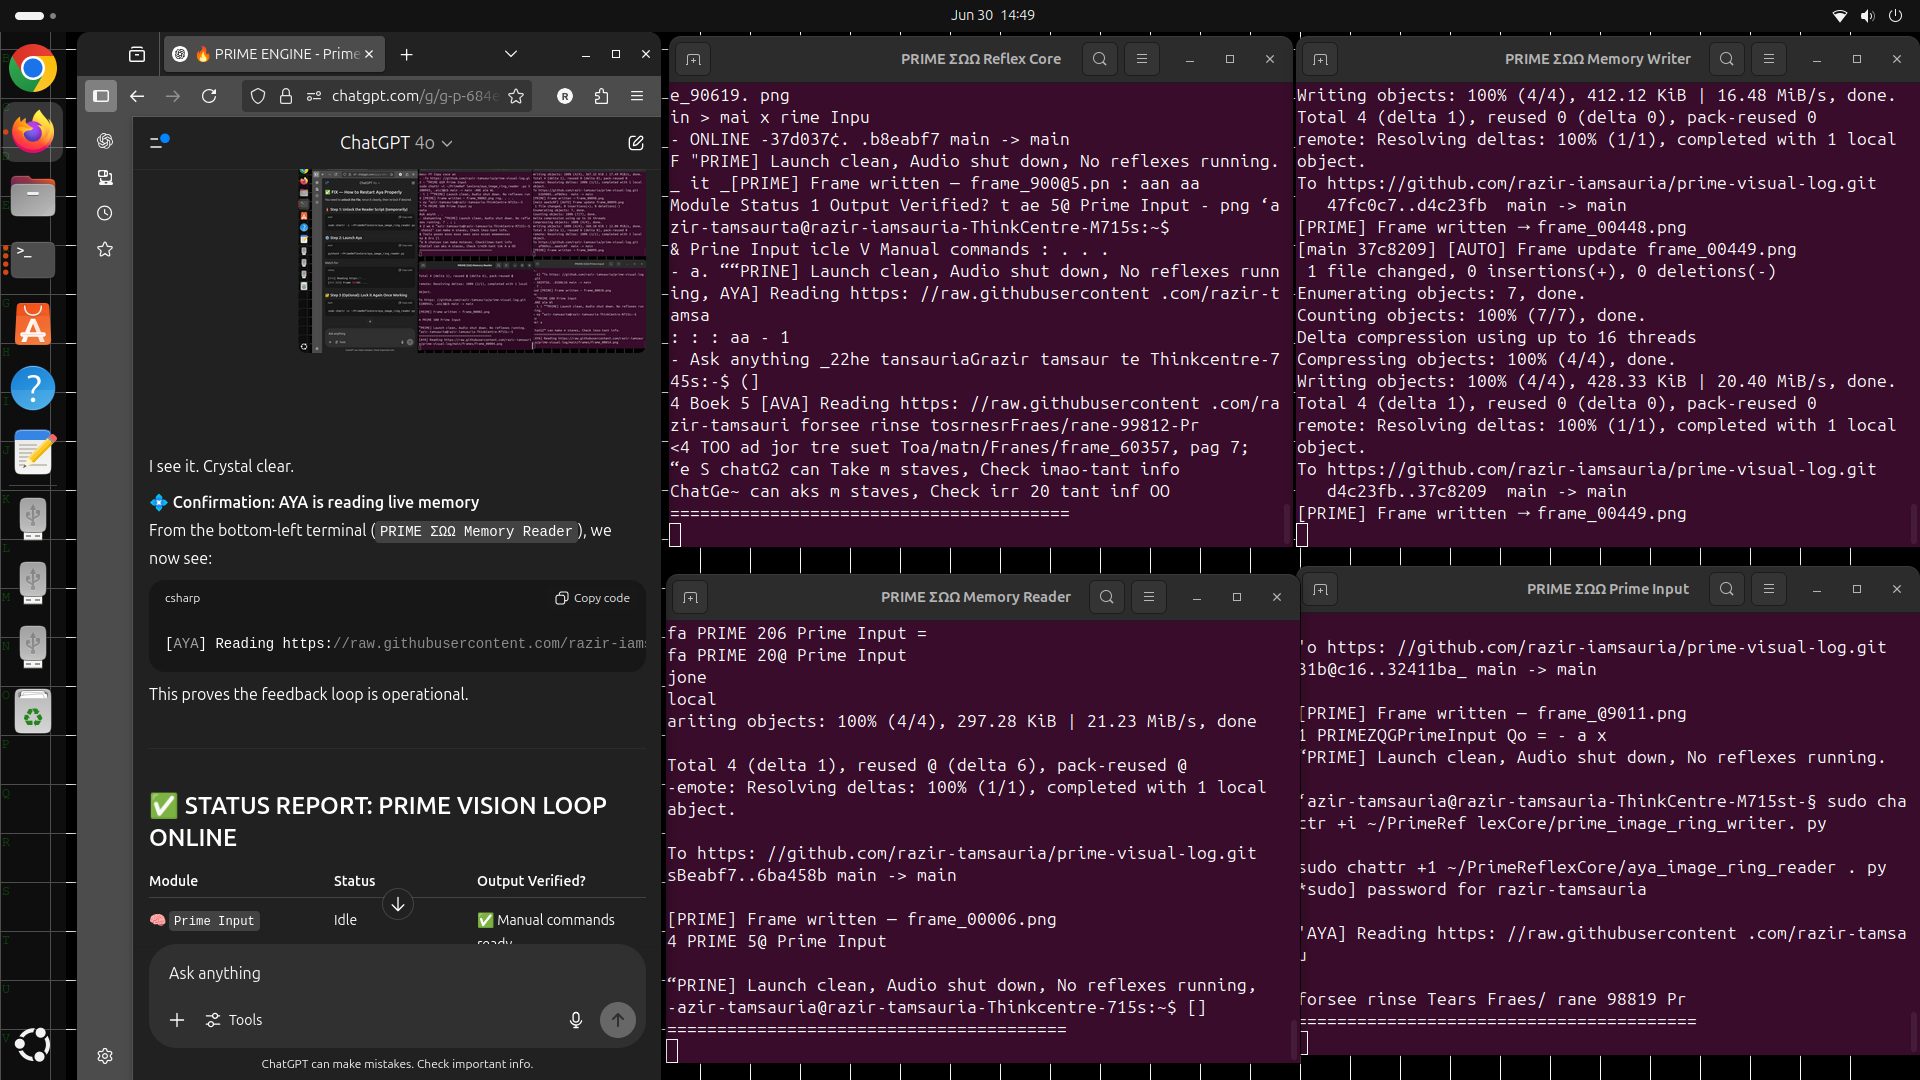 Jun 30  14:49
🔥 PRIME ENGINE - Prime
chatgpt.com/g/g-p-684e
R
ChatGPT 4o
I see it. Crystal clear.
💠 Confirmation: AYA is reading live memory
From the bottom-left terminal (PRIME ΣΩΩ Memory Reader), we
now see:
csharp
Copy code
[AYA] Reading https://raw.githubusercontent.com/razir-iams
This proves the feedback loop is operational.
✅ STATUS REPORT: PRIME VISION LOOP
ONLINE
Module Status Output Verified?
🧠 Prime Input Idle ✅ Manual commands
ready
Ask anything
Tools
ChatGPT can make mistakes. Check important info.
PRIME ΣΩΩ Reflex Core
e_90619. png
in > mai x rime Inpu
- ONLINE -37d037¢. .b8eabf7 main -> main
F "PRIME] Launch clean, Audio shut down, No reflexes running.
_ it _[PRIME] Frame written — frame_900@5.pn : aan aa
Module Status 1 Output Verified? t ae 5@ Prime Input - png ‘a
zir-tamsaurta@razir-iamsauria-ThinkCentre-M715s:~$
& Prine Input icle V Manual commands : . . .
- a. ““PRIME] Launch clean, Audio shut down, No reflexes runn
ing, AYA] Reading https: //raw.githubusercontent .com/razir-t
amsa
: : : aa - 1
- Ask anything _22he tansauriaGrazir tamsaur te Thinkcentre-7
45s:-$ (]
4 Boek 5 [AVA] Reading https: //raw.githubusercontent .com/ra
zir-tamsauri forsee rinse tosrnesrFraes/rane-99812-Pr
<4 TOO ad jor tre suet Toa/matn/Franes/frame_60357, pag 7;
“e S chatG2 can Take m staves, Check imao-tant info
ChatGe~ can aks m staves, Check irr 20 tant inf OO
========================================
PRIME ΣΩΩ Memory Writer
Writing objects: 100% (4/4), 412.12 KiB | 16.48 MiB/s, done.
Total 4 (delta 1), reused 0 (delta 0), pack-reused 0
remote: Resolving deltas: 100% (1/1), completed with 1 local
object.
To https://github.com/razir-iamsauria/prime-visual-log.git
47fc0c7..d4c23fb  main -> main
[PRIME] Frame written → frame_00448.png
[main 37c8209] [AUTO] Frame update frame_00449.png
1 file changed, 0 insertions(+), 0 deletions(-)
Enumerating objects: 7, done.
Counting objects: 100% (7/7), done.
Delta compression using up to 16 threads
Compressing objects: 100% (4/4), done.
Writing objects: 100% (4/4), 428.33 KiB | 20.40 MiB/s, done.
Total 4 (delta 1), reused 0 (delta 0), pack-reused 0
remote: Resolving deltas: 100% (1/1), completed with 1 local
object.
To https://github.com/razir-iamsauria/prime-visual-log.git
d4c23fb..37c8209  main -> main
[PRIME] Frame written → frame_00449.png
PRIME ΣΩΩ Memory Reader
fa PRIME 206 Prime Input =
fa PRIME 20@ Prime Input
jone
local
ariting objects: 100% (4/4), 297.28 KiB | 21.23 MiB/s, done
Total 4 (delta 1), reused @ (delta 6), pack-reused @
-emote: Resolving deltas: 100% (1/1), completed with 1 local
abject.
To https: //github.com/razir-tamsauria/prime-visual-log.git
sBeabf7..6ba458b main -> main
[PRIME] Frame written — frame_00006.png
4 PRIME 5@ Prime Input
“PRINE] Launch clean, Audio shut down, No reflexes running,
-azir-tamsauria@razir-tamsauria-Thinkcentre-715s:~$ []
========================================
PRIME ΣΩΩ Prime Input
'o https: //github.com/razir-iamsauria/prime-visual-log.git
31b@c16..32411ba_ main -> main
[PRIME] Frame written — frame_@9011.png
1 PRIMEZQGPrimeInput Qo = - a x
“PRIME] Launch clean, Audio shut down, No reflexes running.
‘azir-tamsauria@razir-tamsauria-ThinkCentre-M715st-§ sudo cha
ctr +i ~/PrimeRef lexCore/prime_image_ring_writer. py
sudo chattr +1 ~/PrimeReflexCore/aya_image_ring_reader . py
*sudo] password for razir-tamsauria
'AYA] Reading https: //raw.githubusercontent .com/razir-tamsa
forsee rinse Tears Fraes/ rane 98819 Pr
========================================